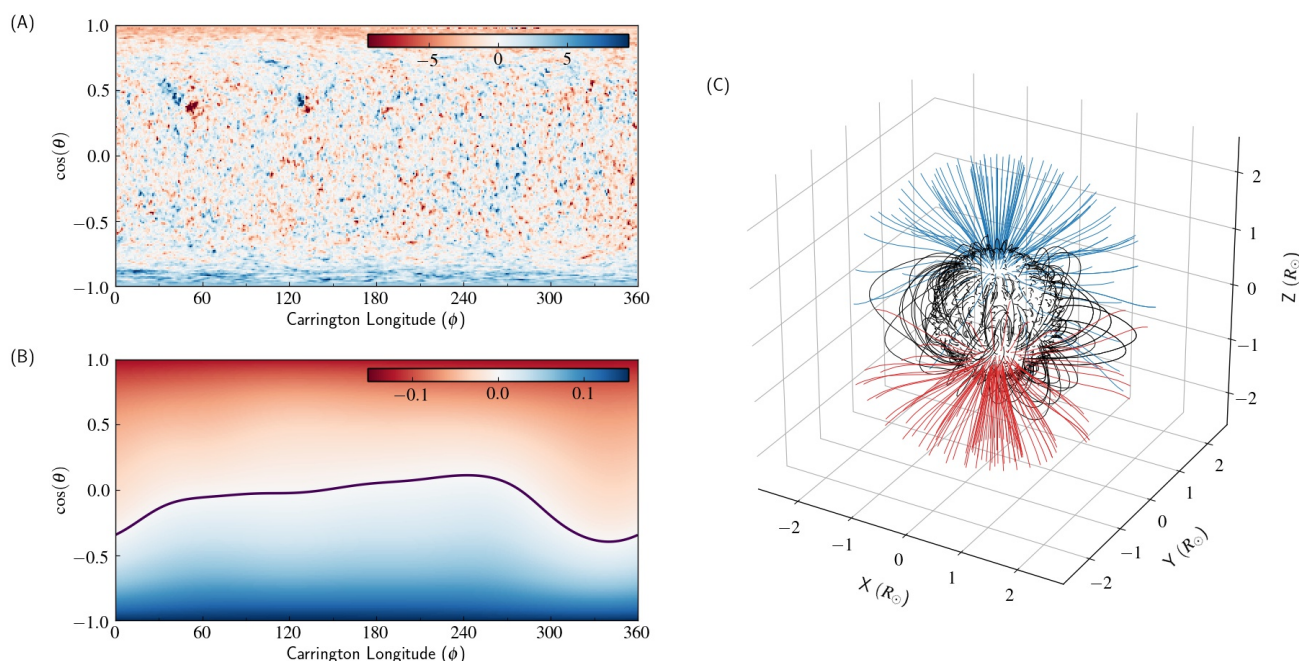 (A)
1.0
0.5
0.0
−0.5
−1.0
cos(θ)
−5 0 5
0 60 120 180 240 300 360
Carrington Longitude (ϕ)
(B)
1.0
0.5
0.0
−0.5
−1.0
cos(θ)
−0.1 0.0 0.1
0 60 120 180 240 300 360
Carrington Longitude (ϕ)
(C)
2
1
0
−1
−2
Z (R☉)
2
1
0
−1
−2
Y (R☉)
−2 −1 0 1 2
X (R☉)